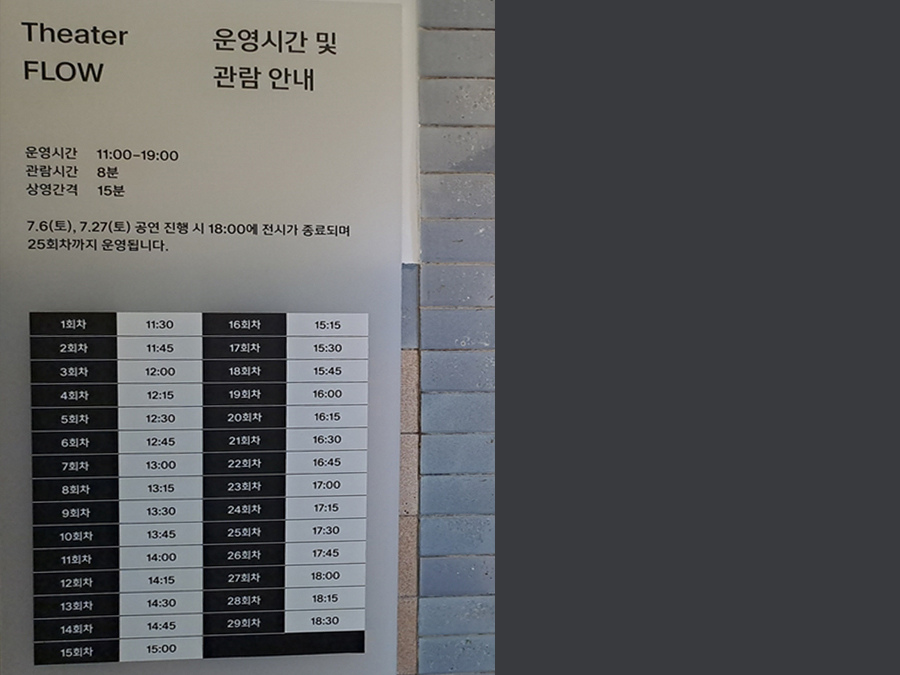 Theater
FLOW
운영시간 및
관람 안내
운영시간 11:00–19:00
관람시간 8분
상영간격 15분
7.6(토), 7.27(토) 공연 진행 시 18:00에 전시가 종료되며
25회차까지 운영됩니다.
1회차 11:30 16회차 15:15
2회차 11:45 17회차 15:30
3회차 12:00 18회차 15:45
4회차 12:15 19회차 16:00
5회차 12:30 20회차 16:15
6회차 12:45 21회차 16:30
7회차 13:00 22회차 16:45
8회차 13:15 23회차 17:00
9회차 13:30 24회차 17:15
10회차 13:45 25회차 17:30
11회차 14:00 26회차 17:45
12회차 14:15 27회차 18:00
13회차 14:30 28회차 18:15
14회차 14:45 29회차 18:30
15회차 15:00